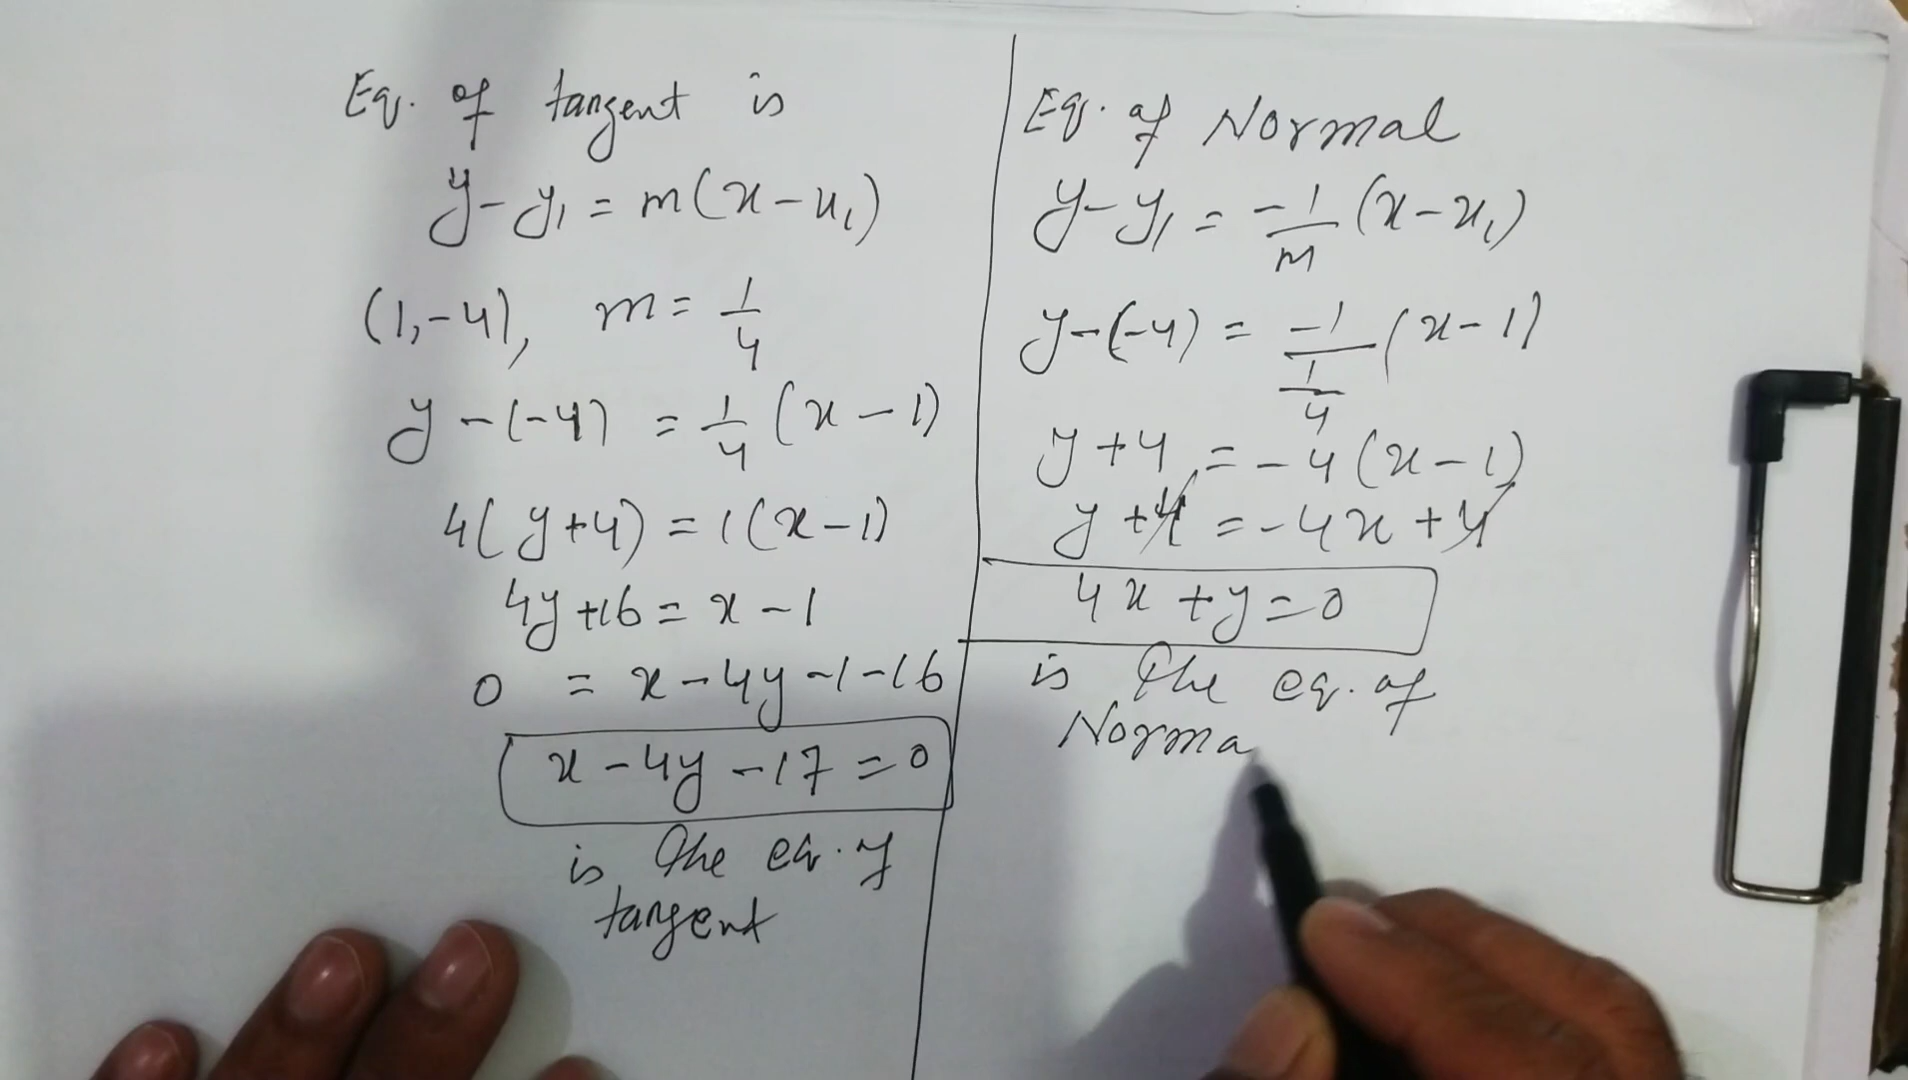 Eq. of tangent is
y - y₁ = m(x - x₁)
(1, -4), m = 1/4
y - (-4) = 1/4 (x - 1)
4(y + 4) = 1(x - 1)
4y + 16 = x - 1
0 = x - 4y - 1 - 16
x - 4y - 17 = 0
is the eq. of
tangent
Eq. of Normal
y - y₁ = -1/m (x - x₁)
y - (-4) = -1/(1/4) (x - 1)
y + 4 = -4(x - 1)
y + 4 = -4x + 4
4x + y = 0
is the eq. of
Norma